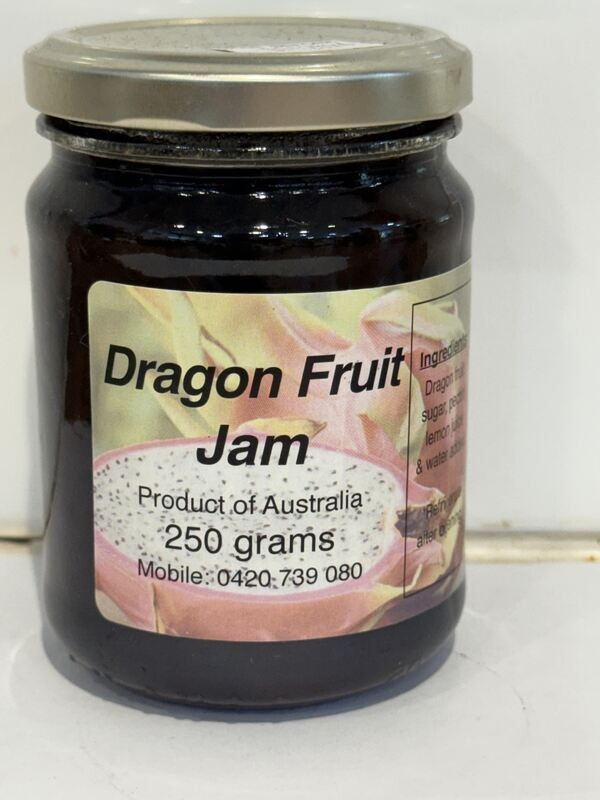 Dragon Fruit
Jam
Product of Australia
250 grams
Mobile: 0420 739 080
Ingredients
Dragon fruit
sugar,
lemon
& water
after